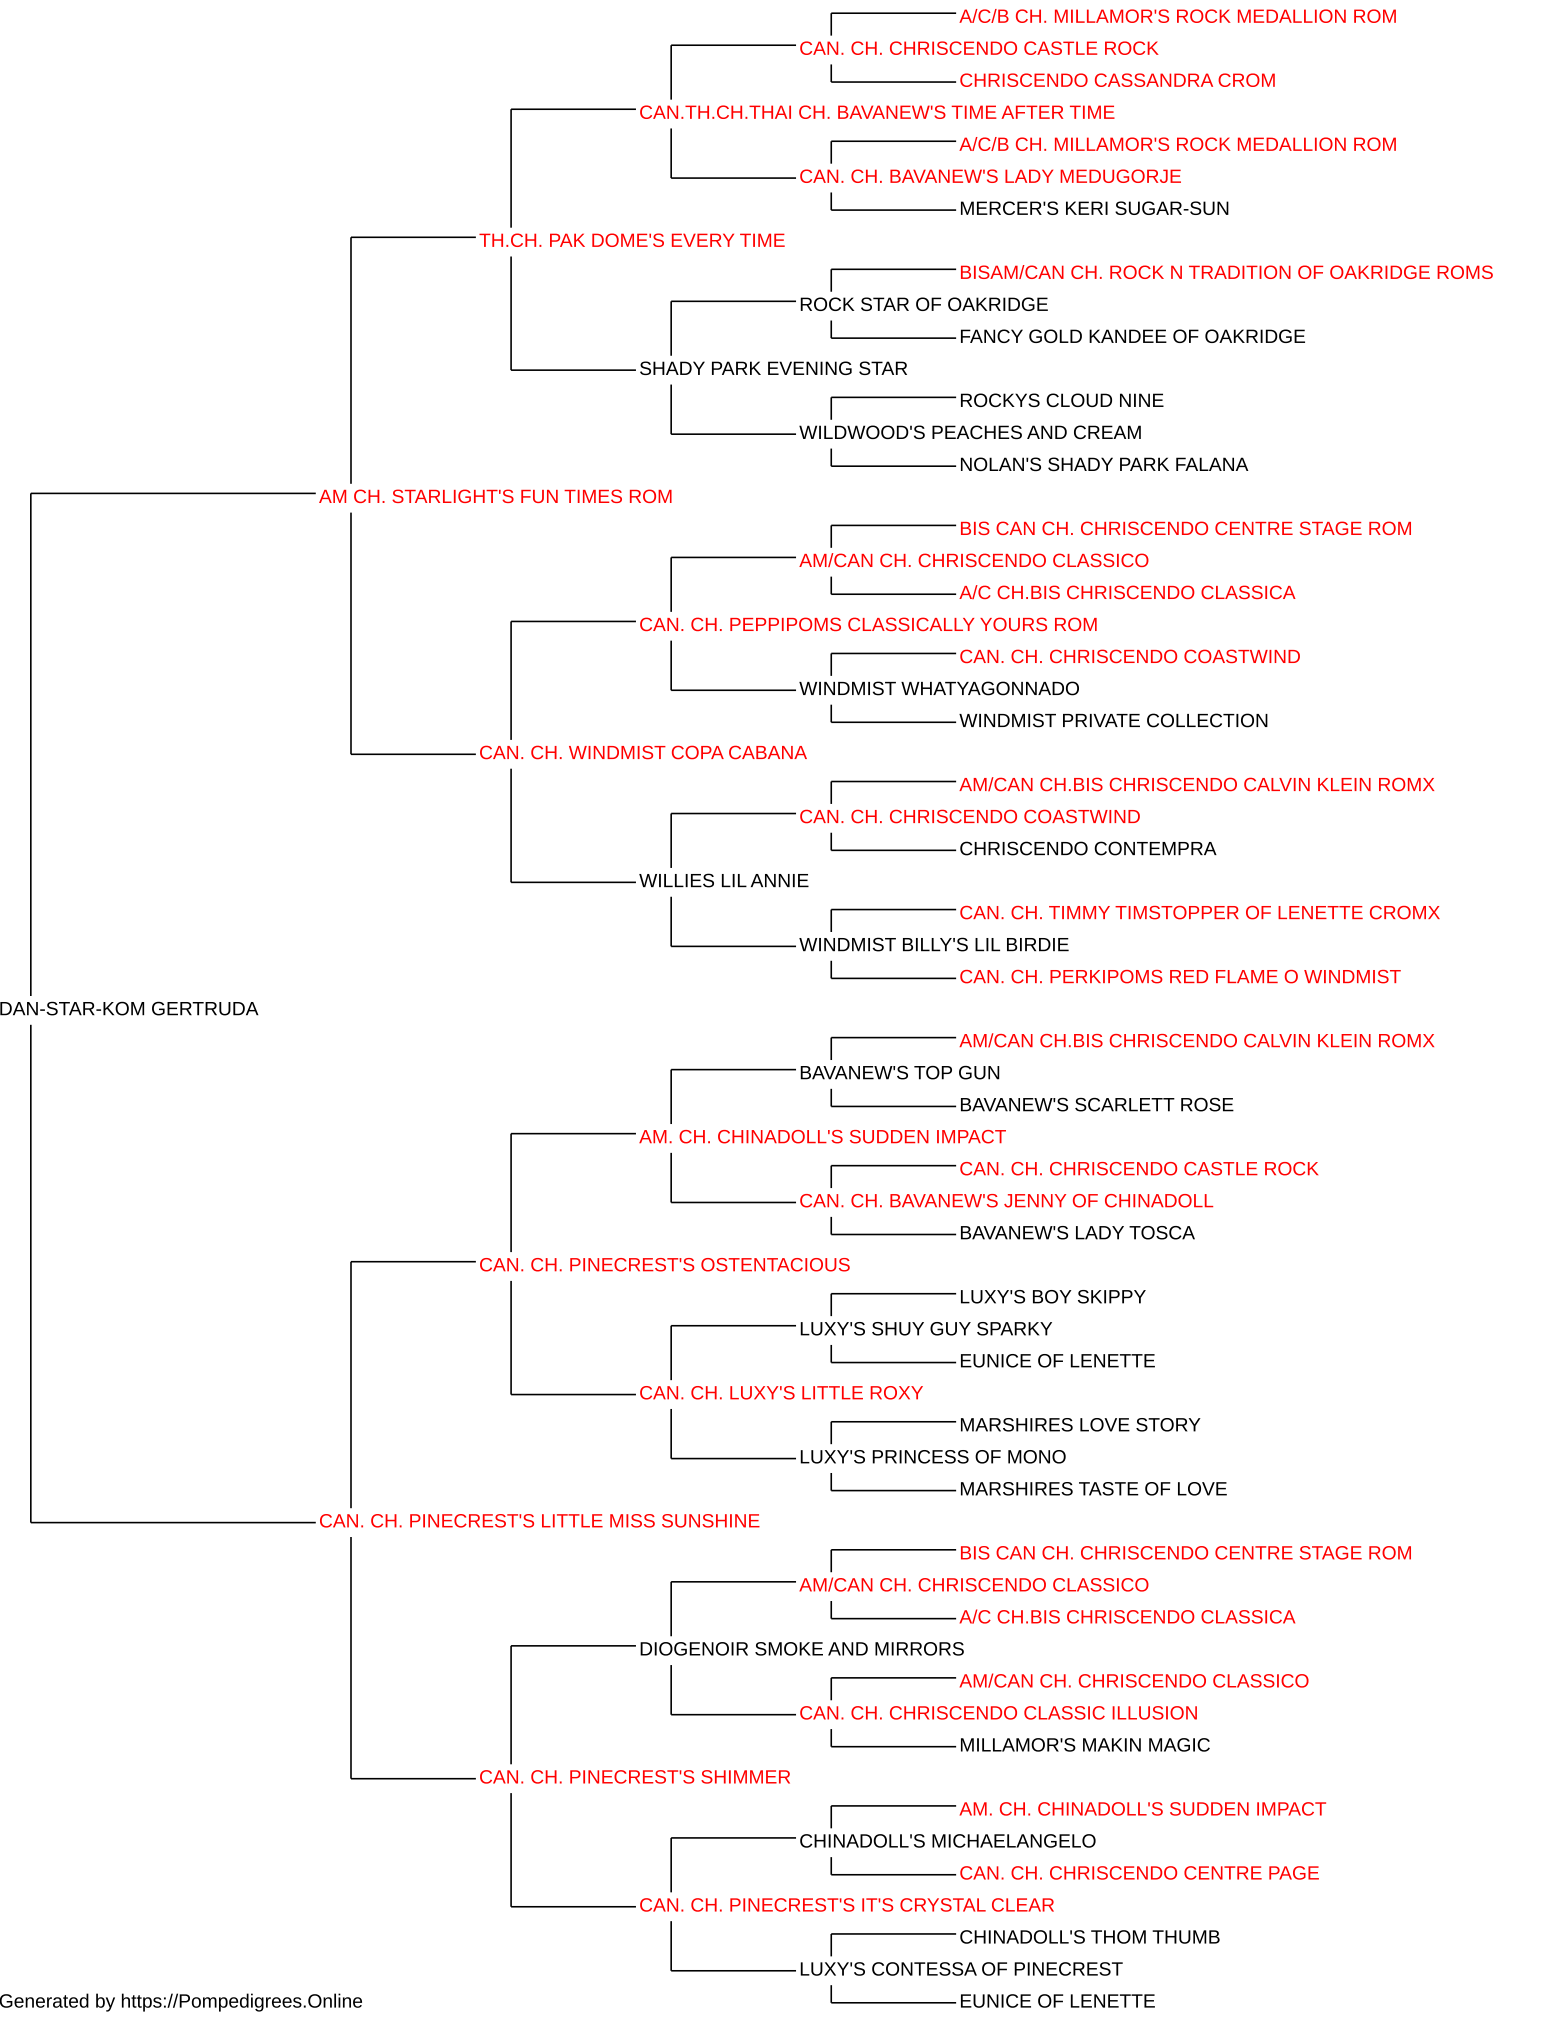 A/C/B CH. MILLAMOR'S ROCK MEDALLION ROM
CAN. CH. CHRISCENDO CASTLE ROCK
CHRISCENDO CASSANDRA CROM
CAN.TH.CH.THAI CH. BAVANEW'S TIME AFTER TIME
A/C/B CH. MILLAMOR'S ROCK MEDALLION ROM
CAN. CH. BAVANEW'S LADY MEDUGORJE
MERCER'S KERI SUGAR-SUN
TH.CH. PAK DOME'S EVERY TIME
BISAM/CAN CH. ROCK N TRADITION OF OAKRIDGE ROMS
ROCK STAR OF OAKRIDGE
FANCY GOLD KANDEE OF OAKRIDGE
SHADY PARK EVENING STAR
ROCKYS CLOUD NINE
WILDWOOD'S PEACHES AND CREAM
NOLAN'S SHADY PARK FALANA
AM CH. STARLIGHT'S FUN TIMES ROM
BIS CAN CH. CHRISCENDO CENTRE STAGE ROM
AM/CAN CH. CHRISCENDO CLASSICO
A/C CH.BIS CHRISCENDO CLASSICA
CAN. CH. PEPPIPOMS CLASSICALLY YOURS ROM
CAN. CH. CHRISCENDO COASTWIND
WINDMIST WHATYAGONNADO
WINDMIST PRIVATE COLLECTION
CAN. CH. WINDMIST COPA CABANA
AM/CAN CH.BIS CHRISCENDO CALVIN KLEIN ROMX
CAN. CH. CHRISCENDO COASTWIND
CHRISCENDO CONTEMPRA
WILLIES LIL ANNIE
CAN. CH. TIMMY TIMSTOPPER OF LENETTE CROMX
WINDMIST BILLY'S LIL BIRDIE
CAN. CH. PERKIPOMS RED FLAME O WINDMIST
DAN-STAR-KOM GERTRUDA
AM/CAN CH.BIS CHRISCENDO CALVIN KLEIN ROMX
BAVANEW'S TOP GUN
BAVANEW'S SCARLETT ROSE
AM. CH. CHINADOLL'S SUDDEN IMPACT
CAN. CH. CHRISCENDO CASTLE ROCK
CAN. CH. BAVANEW'S JENNY OF CHINADOLL
BAVANEW'S LADY TOSCA
CAN. CH. PINECREST'S OSTENTACIOUS
LUXY'S BOY SKIPPY
LUXY'S SHUY GUY SPARKY
EUNICE OF LENETTE
CAN. CH. LUXY'S LITTLE ROXY
MARSHIRES LOVE STORY
LUXY'S PRINCESS OF MONO
MARSHIRES TASTE OF LOVE
CAN. CH. PINECREST'S LITTLE MISS SUNSHINE
BIS CAN CH. CHRISCENDO CENTRE STAGE ROM
AM/CAN CH. CHRISCENDO CLASSICO
A/C CH.BIS CHRISCENDO CLASSICA
DIOGENOIR SMOKE AND MIRRORS
AM/CAN CH. CHRISCENDO CLASSICO
CAN. CH. CHRISCENDO CLASSIC ILLUSION
MILLAMOR'S MAKIN MAGIC
CAN. CH. PINECREST'S SHIMMER
AM. CH. CHINADOLL'S SUDDEN IMPACT
CHINADOLL'S MICHAELANGELO
CAN. CH. CHRISCENDO CENTRE PAGE
CAN. CH. PINECREST'S IT'S CRYSTAL CLEAR
CHINADOLL'S THOM THUMB
LUXY'S CONTESSA OF PINECREST
EUNICE OF LENETTE
Generated by https://Pompedigrees.Online